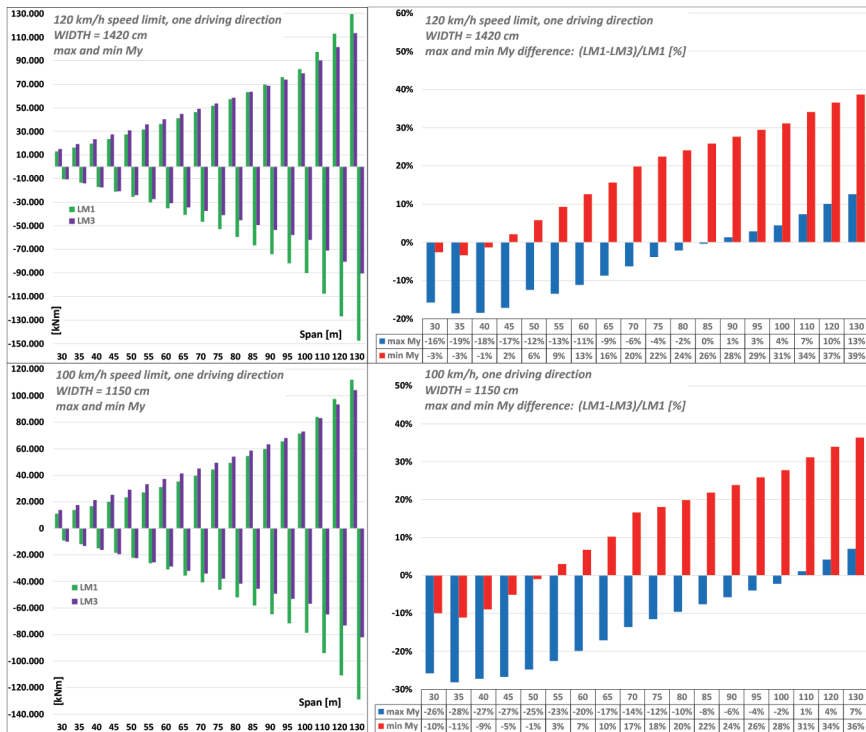 120 km/h speed limit, one driving direction
WIDTH = 1420 cm
max and min My
130.000
110.000
90.000
70.000
50.000
30.000
10.000
-10.000
-30.000
-50.000
-70.000
-90.000
-110.000
-130.000
-150.000
LM1
LM3
[kNm]
Span [m]
30 35 40 45 50 55 60 65 70 75 80 85 90 95 100 110 120 130
120 km/h speed limit, one driving direction
WIDTH = 1420 cm
max and min My difference: (LM1-LM3)/LM1 [%]
60%
50%
40%
30%
20%
10%
0%
-10%
-20%
30 35 40 45 50 55 60 65 70 75 80 85 90 95 100 110 120 130
max My -16% -19% -18% -17% -12% -13% -11% -9% -6% -4% -2% 0% 1% 3% 4% 7% 10% 13%
min My -3% -3% -1% 2% 6% 9% 13% 16% 20% 22% 24% 26% 28% 29% 31% 34% 37% 39%
100 km/h speed limit, one driving direction
WIDTH = 1150 cm
max and min My
120.000
100.000
80.000
60.000
40.000
20.000
0
-20.000
-40.000
-60.000
-80.000
-100.000
-120.000
-140.000
LM1
LM3
[kNm]
Span [m]
30 35 40 45 50 55 60 65 70 75 80 85 90 95 100 110 120 130
100 km/h, one driving direction
WIDTH = 1150 cm
max and min My difference: (LM1-LM3)/LM1 [%]
50%
40%
30%
20%
10%
0%
-10%
-20%
-30%
30 35 40 45 50 55 60 65 70 75 80 85 90 95 100 110 120 130
max My -26% -28% -27% -27% -25% -23% -20% -17% -14% -12% -10% -8% -6% -4% -2% 1% 4% 7%
min My -10% -11% -9% -5% -1% 3% 7% 10% 17% 18% 20% 22% 24% 26% 28% 31% 34% 36%